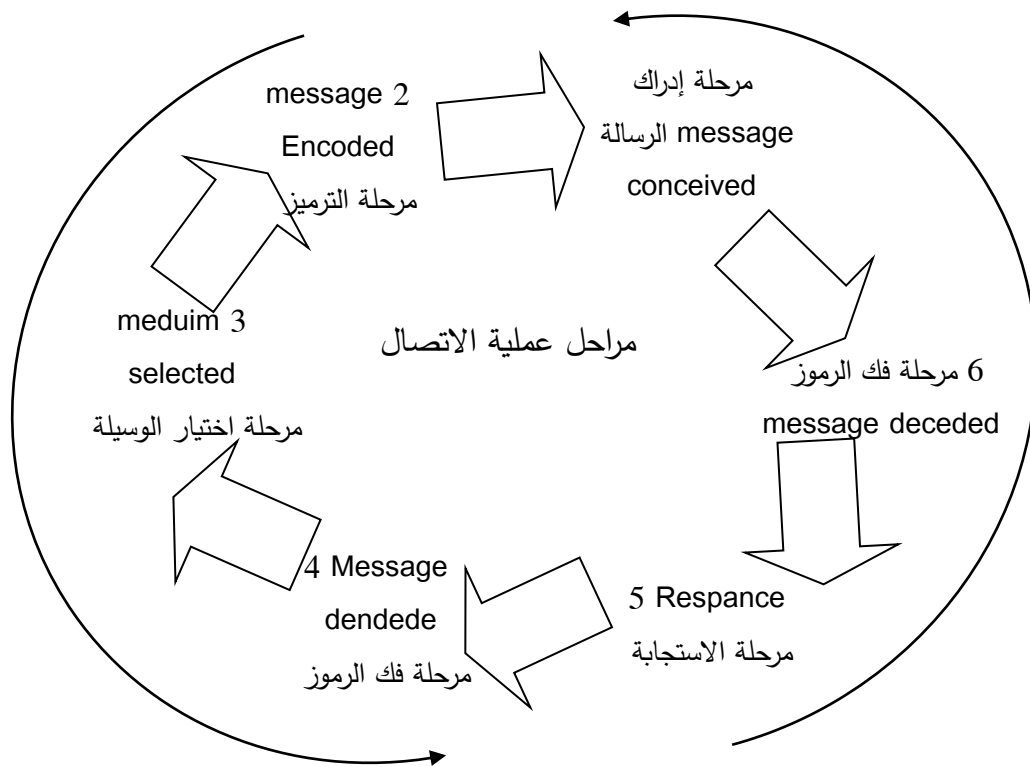 مرحلة إدراك
الرسالة message
conceived
message 2
Encoded
مرحلة الترميز
meduim 3
selected
مرحلة اختيار الوسيلة
مراحل عملية الاتصال
6 مرحلة فك الرموز
message deceded
4 Message
dendede
مرحلة فك الرموز
5 Respance
مرحلة الاستجابة